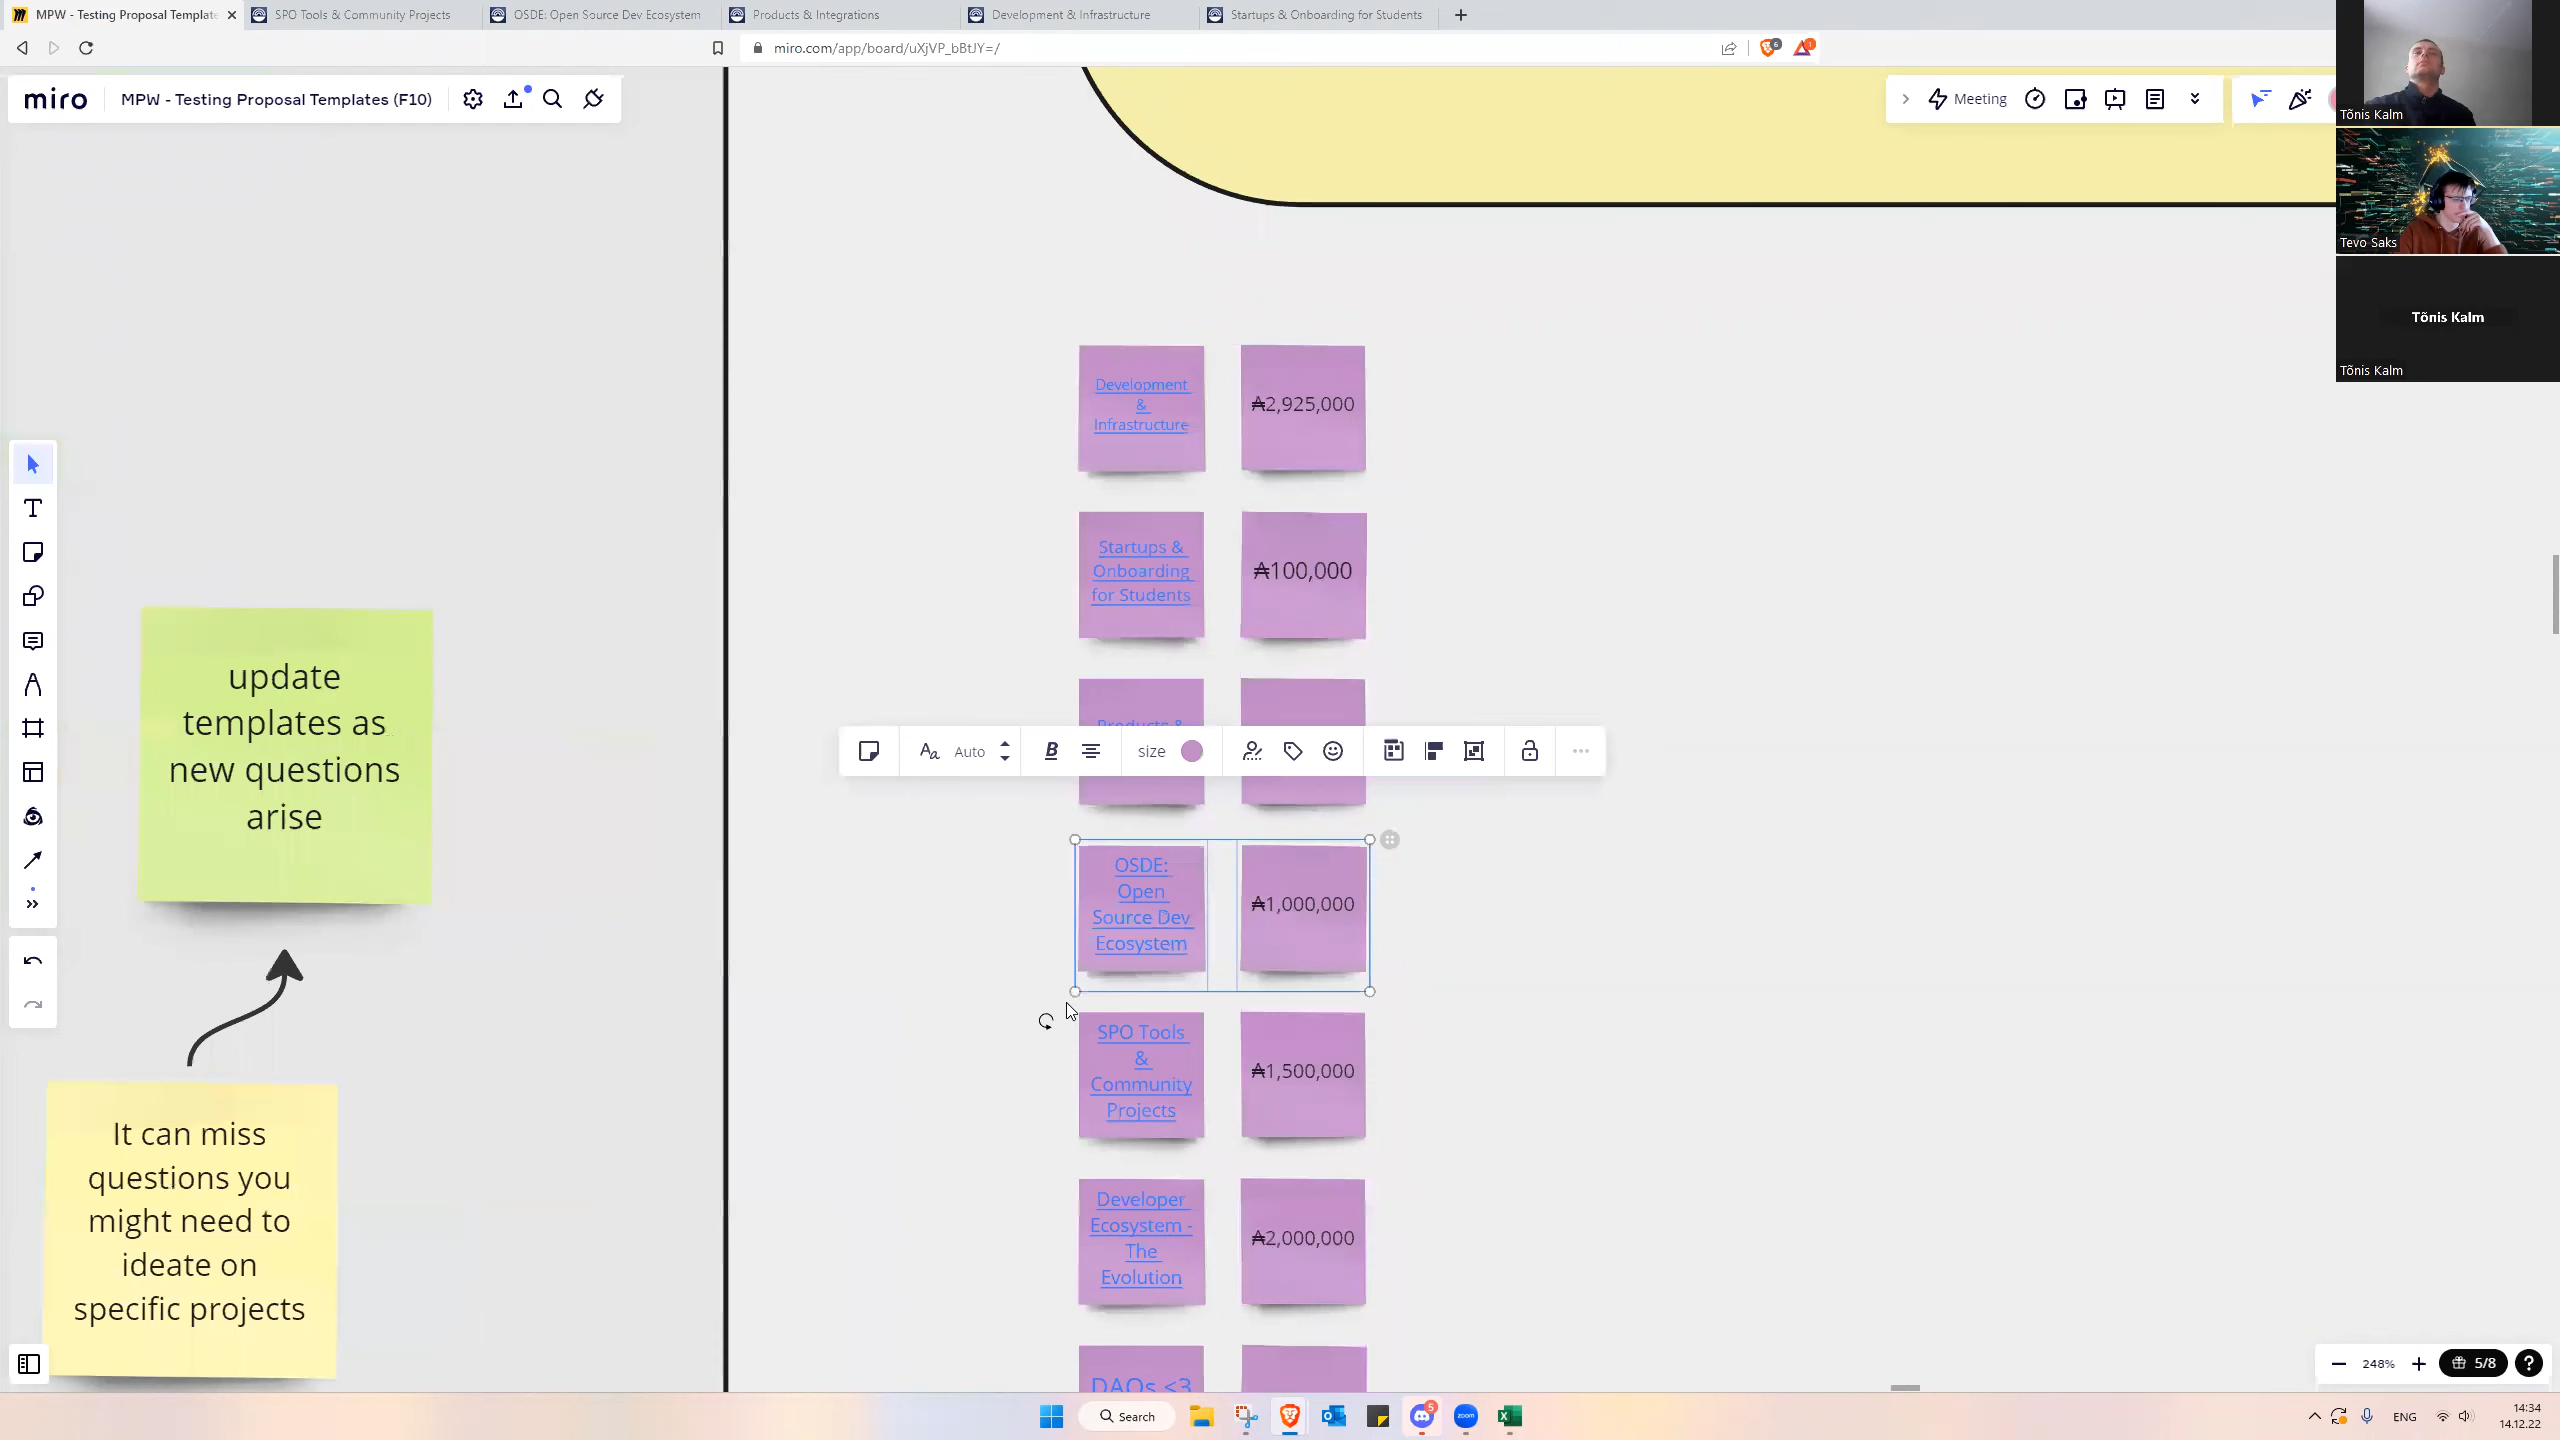 MPW - Testing Proposal Template
SPO Tools & Community Projects
OSDE: Open Source Dev Ecosystem
Products & Integrations
Development & Infrastructure
Startups & Onboarding for Students
miro.com/app/board/uXjVP_bBtJY=/
6
1
miro
MPW - Testing Proposal Templates (F10)
Meeting
Tõnis Kalm
Tevo Saks
Tõnis Kalm
Tõnis Kalm
Development
&
Infrastructure
₳2,925,000
Startups &
Onboarding
for Students
₳100,000
Products &
Auto
B
size
OSDE:
Open
Source Dev
Ecosystem
₳1,000,000
SPO Tools
&
Community
Projects
₳1,500,000
Developer
Ecosystem -
The
Evolution
₳2,000,000
DAOs <3
update
templates as
new questions
arise
It can miss
questions you
might need to
ideate on
specific projects
248%
5/8
?
Search
5
zoom
ENG
14:34
14.12.22